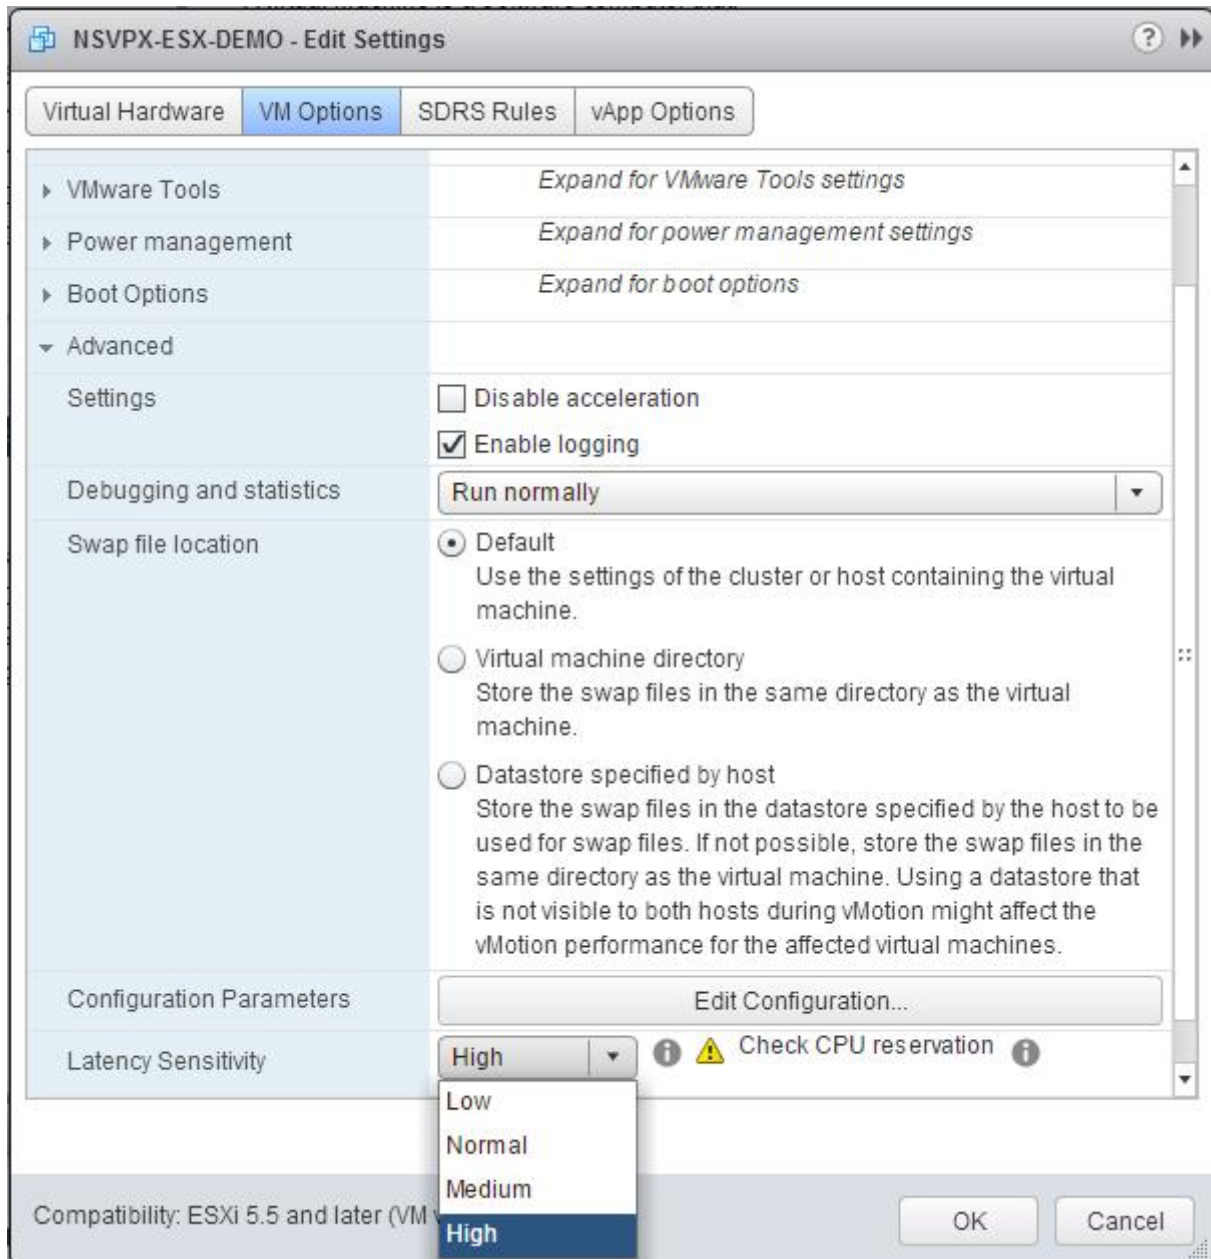 NSVPX-ESX-DEMO - Edit Settings
Virtual Hardware VM Options SDRS Rules vApp Options
VMware Tools Expand for VMware Tools settings
Power management Expand for power management settings
Boot Options Expand for boot options
Advanced
Settings Disable acceleration
Enable logging
Debugging and statistics Run normally
Swap file location Default
Use the settings of the cluster or host containing the virtual
machine.
Virtual machine directory
Store the swap files in the same directory as the virtual
machine.
Datastore specified by host
Store the swap files in the datastore specified by the host to be
used for swap files. If not possible, store the swap files in the
same directory as the virtual machine. Using a datastore that
is not visible to both hosts during vMotion might affect the
vMotion performance for the affected virtual machines.
Configuration Parameters Edit Configuration...
Latency Sensitivity High Check CPU reservation
Low
Normal
Medium
High
Compatibility: ESXi 5.5 and later (VM
OK Cancel